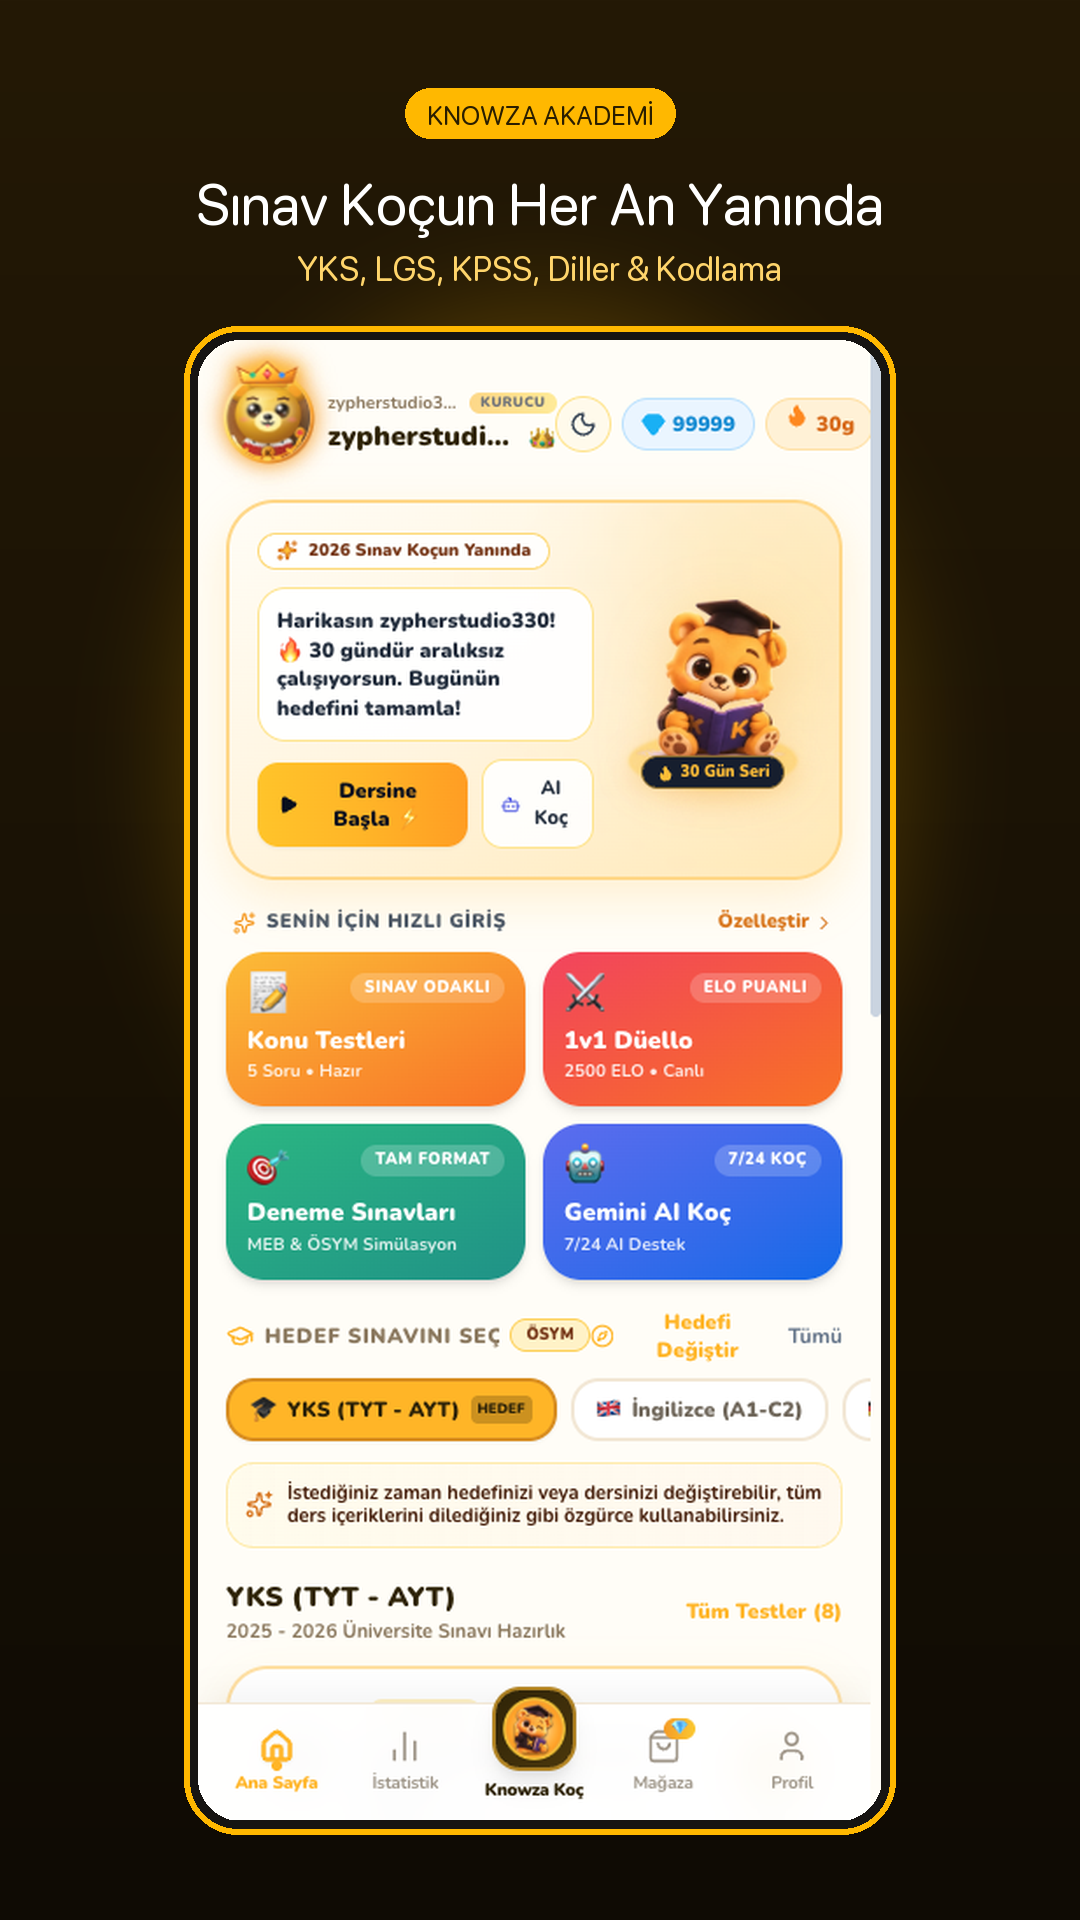 KNOWZA AKADEMİ
Sınav Koçun Her An Yanında
YKS, LGS, KPSS, Diller & Kodlama
zypherstudio3... KURUCU
zypherstudi...
99999
30g
2026 Sınav Koçun Yanında
Harikasın zypherstudio330!
🔥 30 gündür aralıksız
çalışıyorsun. Bugünün
hedefini tamamla!
Dersine
Başla ⚡
AI
Koç
K K
30 Gün Seri
SENİN İÇİN HIZLI GİRİŞ
Özelleştir >
SINAV ODAKLI
Konu Testleri
5 Soru • Hazır
ELO PUANLI
1v1 Düello
2500 ELO • Canlı
TAM FORMAT
Deneme Sınavları
MEB & ÖSYM Simülasyon
7/24 KOÇ
Gemini AI Koç
7/24 AI Destek
HEDEF SINAVINI SEÇ ÖSYM
Hedefi
Değiştir
Tümü
YKS (TYT - AYT) HEDEF
İngilizce (A1-C2)
İstediğiniz zaman hedefinizi veya dersinizi değiştirebilir, tüm
ders içeriklerini dilediğiniz gibi özgürce kullanabilirsiniz.
YKS (TYT - AYT)
2025 - 2026 Üniversite Sınavı Hazırlık
Tüm Testler (8)
Ana Sayfa
İstatistik
Knowza Koç
Mağaza
Profil